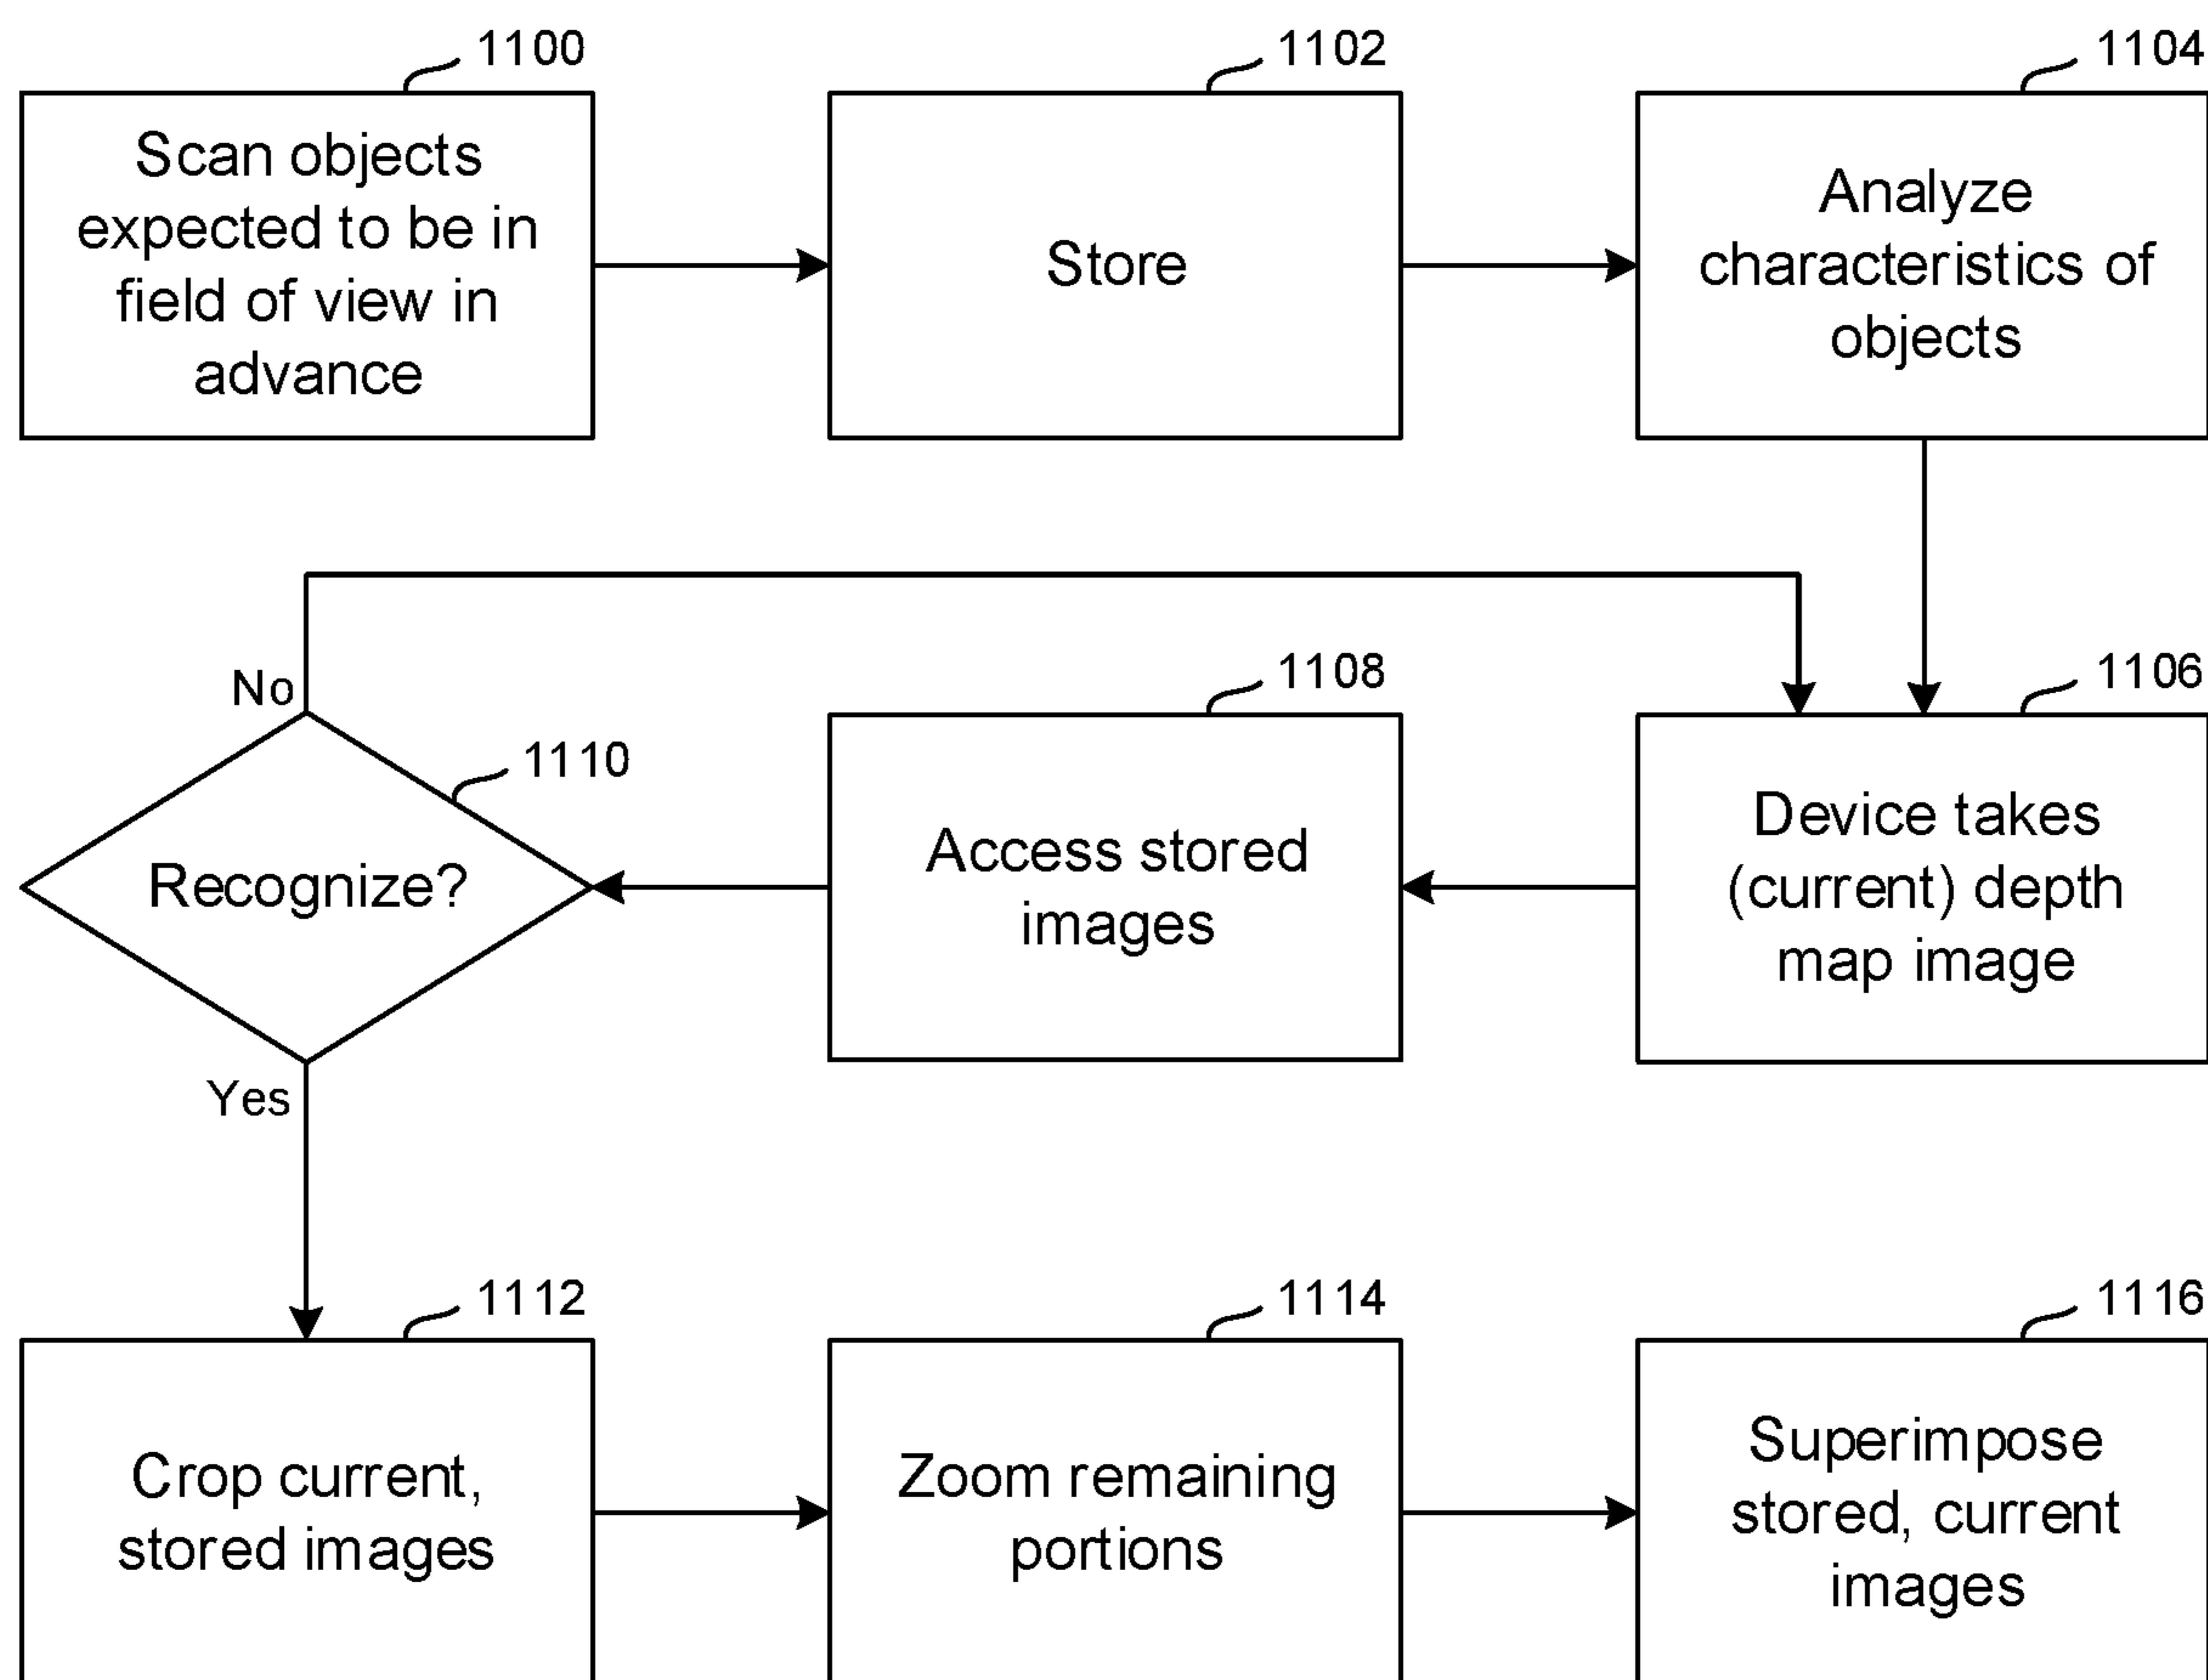 1100
Scan objects
expected to be in
field of view in
advance
1102
Store
1104
Analyze
characteristics of
objects
No
1110
Recognize?
Yes
1108
Access stored
images
1106
Device takes
(current) depth
map image
1112
Crop current,
stored images
1114
Zoom remaining
portions
1116
Superimpose
stored, current
images